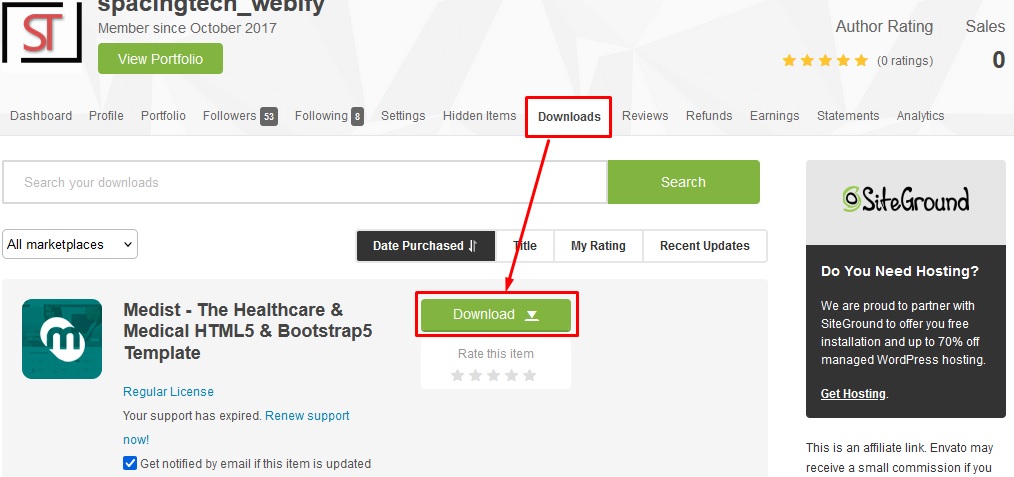 spacingtech_webify
ST
Member since October 2017
View Portfolio
Author Rating
Sales
(0 ratings)
0
Dashboard Profile Portfolio Followers 53 Following 8 Settings Hidden Items Downloads Reviews Refunds Earnings Statements Analytics
Search your downloads
Search
All marketplaces
Date Purchased
Title
My Rating
Recent Updates
m
Medist - The Healthcare &
Medical HTML5 & Bootstrap5
Template
Regular License
Your support has expired. Renew support
now!
Get notified by email if this item is updated
Download
Rate this item
SiteGround
Do You Need Hosting?
We are proud to partner with
SiteGround to offer you free
installation and up to 70% off
managed WordPress hosting.
Get Hosting.
This is an affiliate link. Envato may
receive a small commission if you